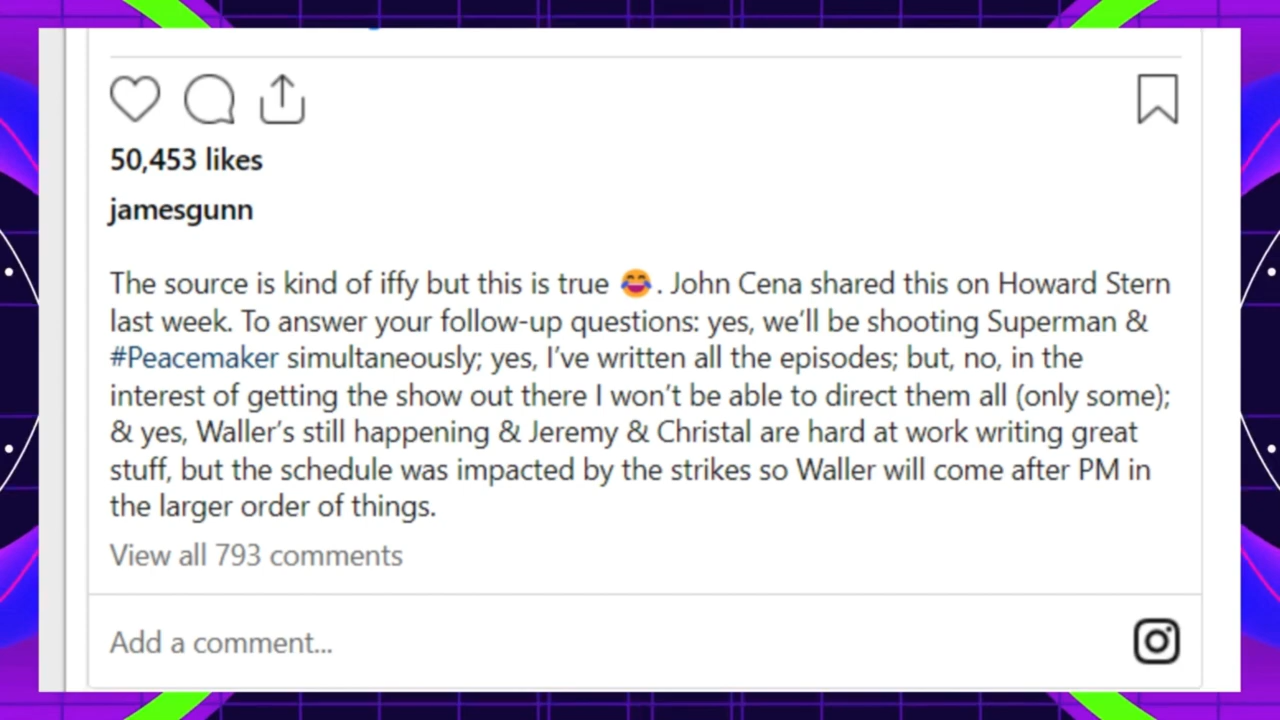 50,453 likes
jamesgunn
The source is kind of iffy but this is true 😂. John Cena shared this on Howard Stern
last week. To answer your follow-up questions: yes, we’ll be shooting Superman &
#Peacemaker simultaneously; yes, I’ve written all the episodes; but, no, in the
interest of getting the show out there I won’t be able to direct them all (only some);
& yes, Waller’s still happening & Jeremy & Christal are hard at work writing great
stuff, but the schedule was impacted by the strikes so Waller will come after PM in
the larger order of things.
View all 793 comments
Add a comment...